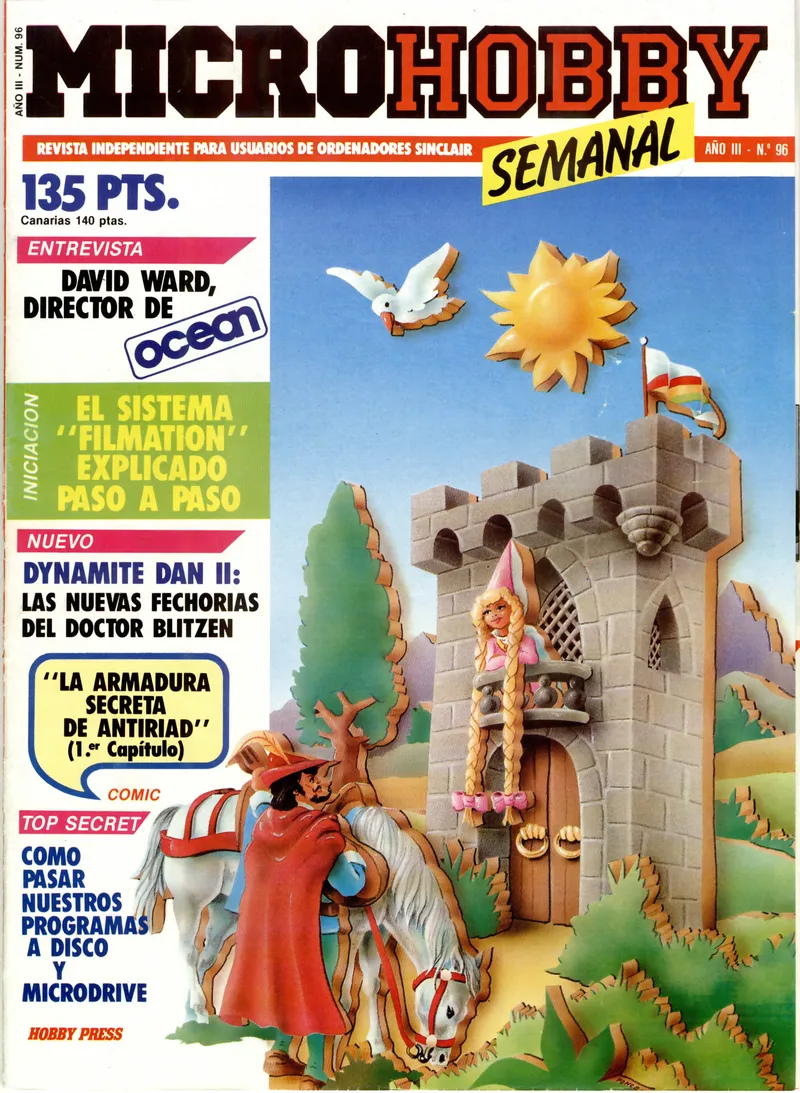 AÑO III - NUM. 96
MICROHOBBY
REVISTA INDEPENDIENTE PARA USUARIOS DE ORDENADORES SINCLAIR
SEMANAL
AÑO III - N.º 96
135 PTS.
Canarias 140 ptas.
ENTREVISTA
DAVID WARD,
DIRECTOR DE
ocean
INICIACION
EL SISTEMA
"FILMATION"
EXPLICADO
PASO A PASO
NUEVO
DYNAMITE DAN II:
LAS NUEVAS FECHORIAS
DEL DOCTOR BLITZEN
"LA ARMADURA
SECRETA
DE ANTIRIAD"
(1.er Capítulo)
COMIC
TOP SECRET
COMO
PASAR
NUESTROS
PROGRAMAS
A DISCO
Y
MICRODRIVE
HOBBY PRESS